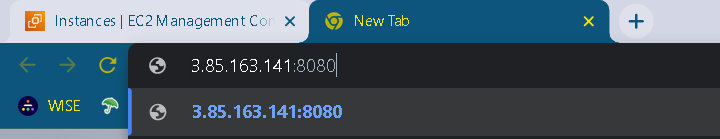 Instances | EC2 Management Con
New Tab
3.85.163.141:8080
WISE
3.85.163.141:8080